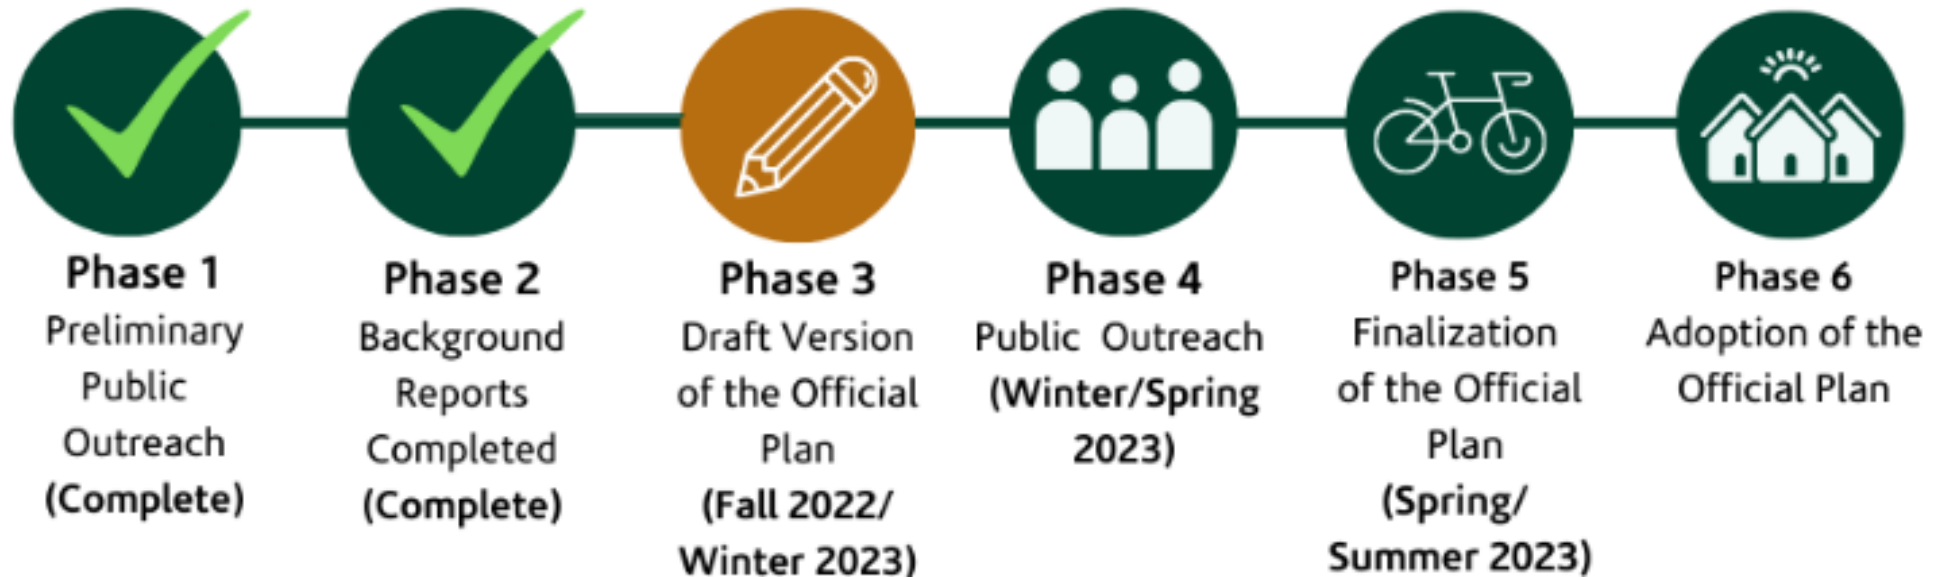 Phase 1
Preliminary
Public
Outreach
(Complete)
Phase 2
Background
Reports
Completed
(Complete)
Phase 3
Draft Version
of the Official
Plan
(Fall 2022/
Winter 2023)
Phase 4
Public Outreach
(Winter/Spring
2023)
Phase 5
Finalization
of the Official
Plan
(Spring/
Summer 2023)
Phase 6
Adoption of the
Official Plan